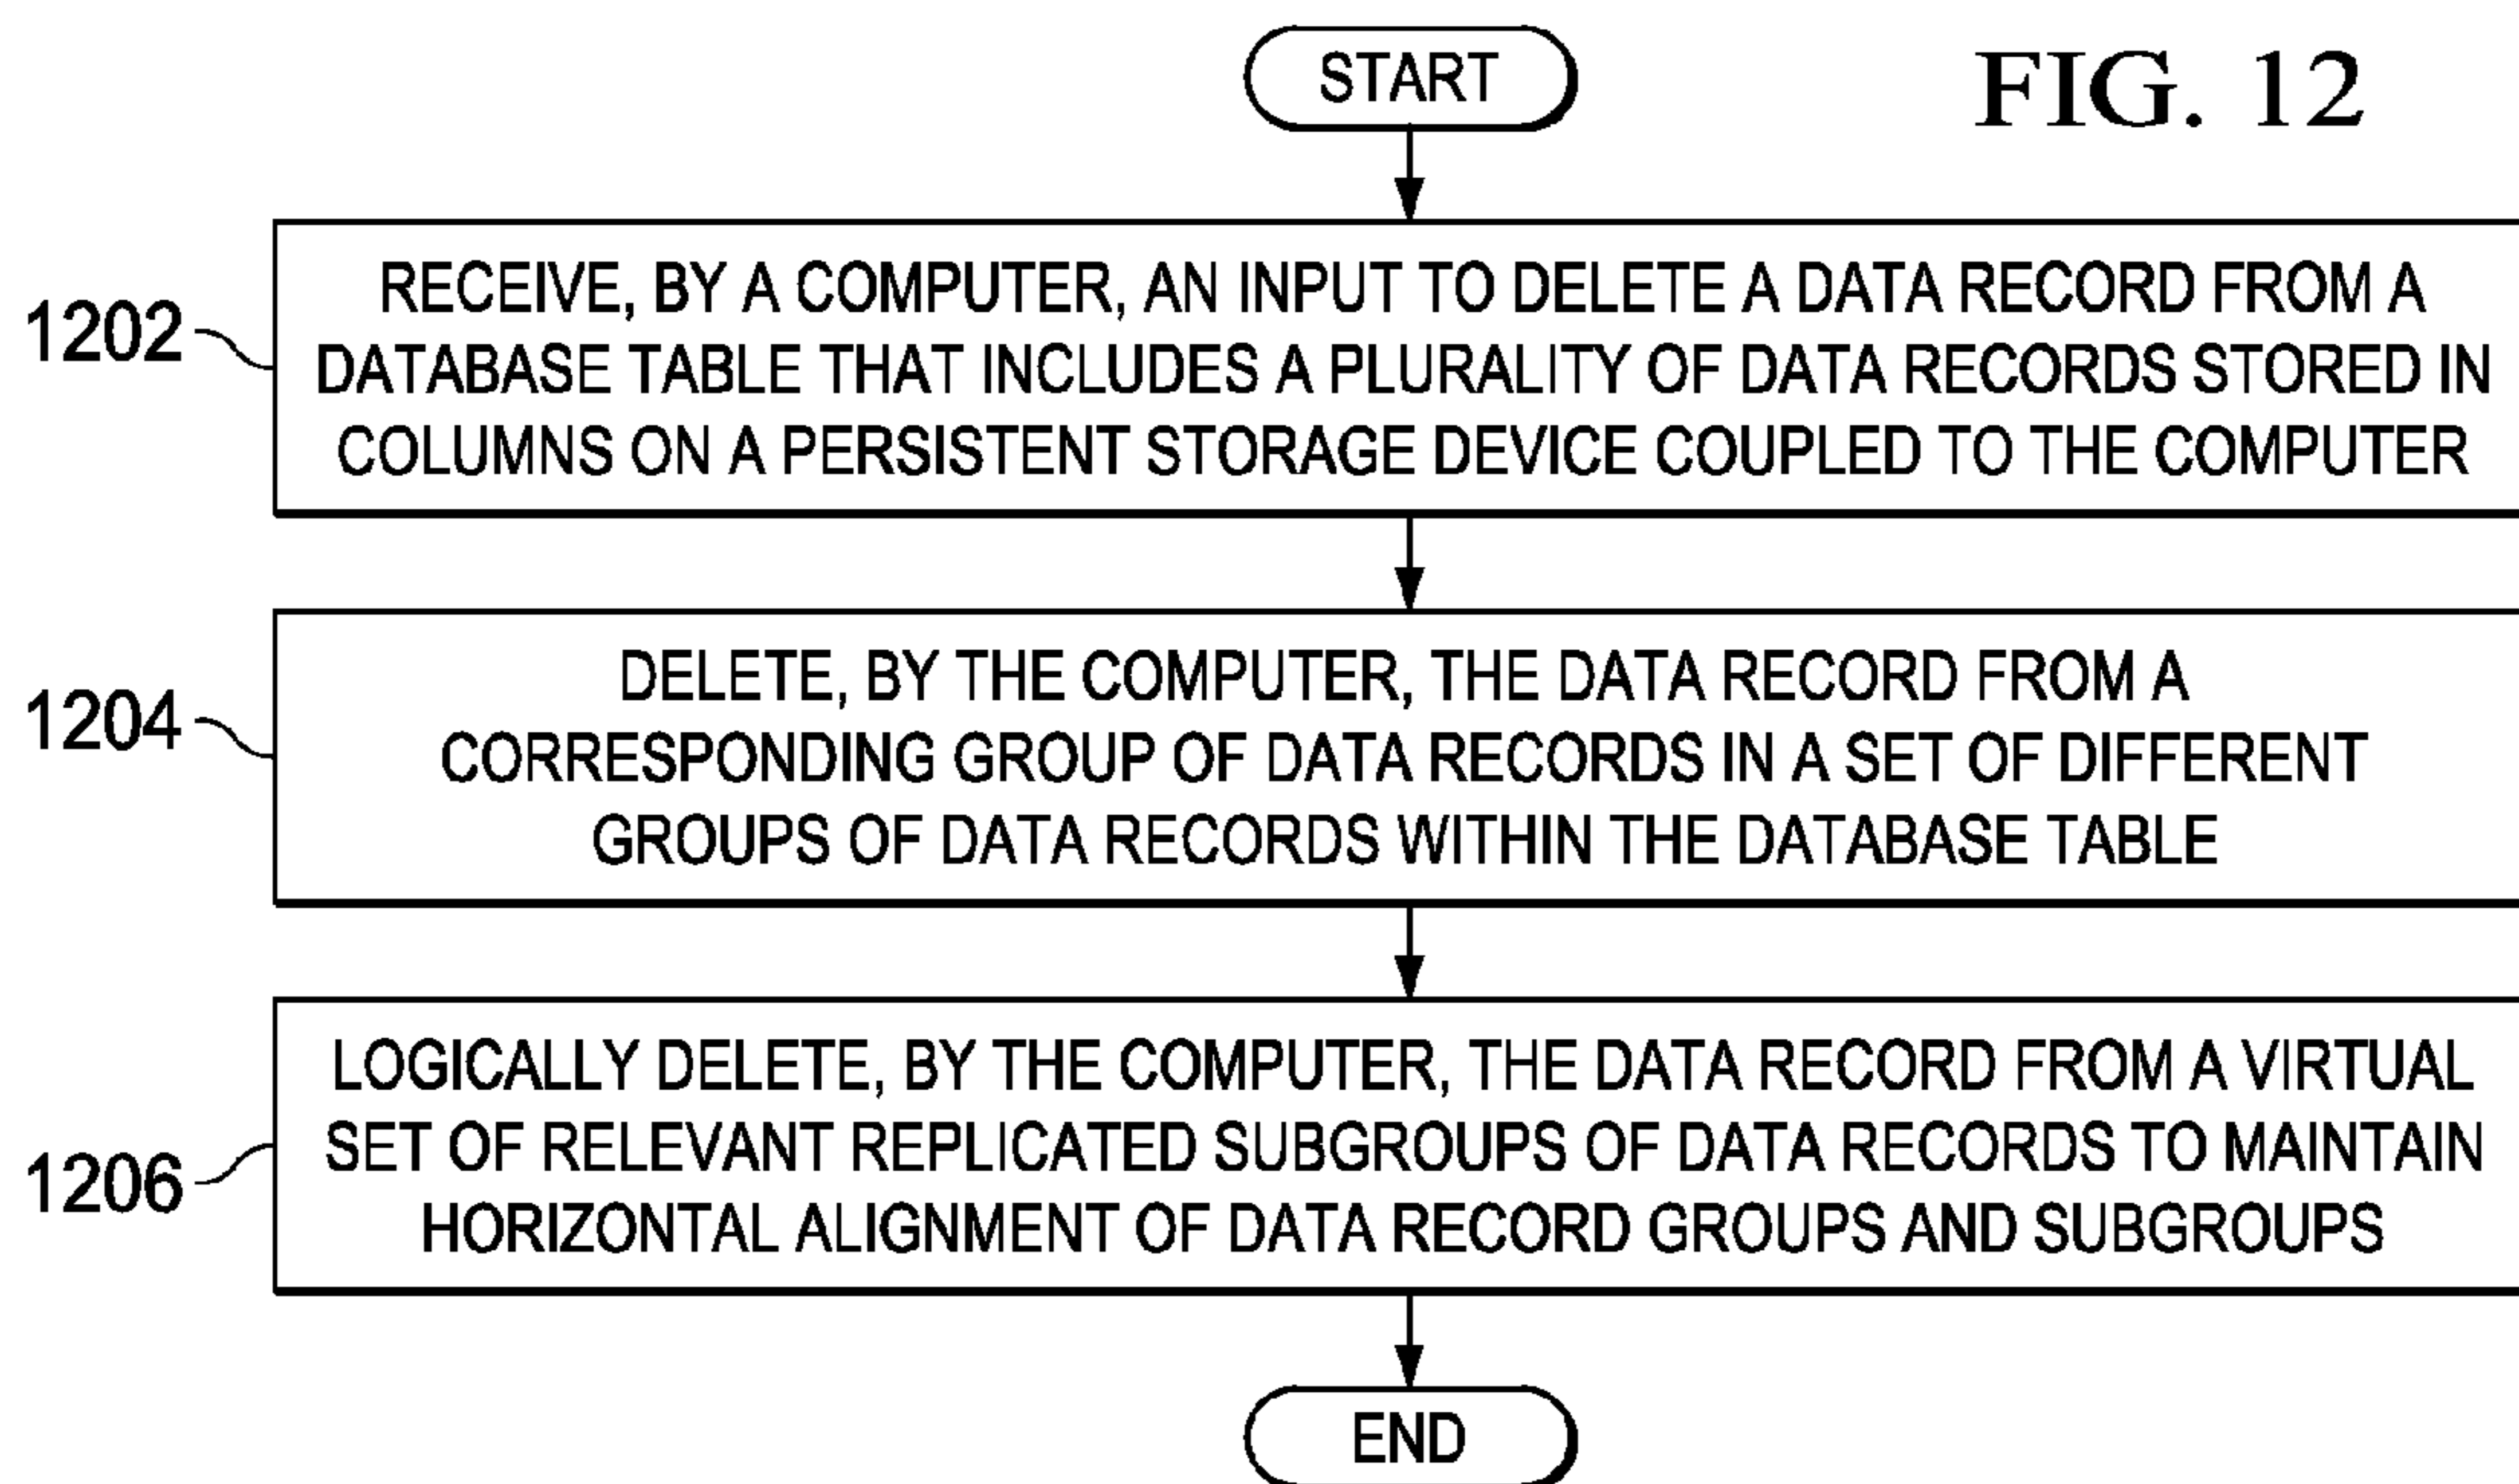 START
FIG. 12
1202
RECEIVE, BY A COMPUTER, AN INPUT TO DELETE A DATA RECORD FROM A
DATABASE TABLE THAT INCLUDES A PLURALITY OF DATA RECORDS STORED IN
COLUMNS ON A PERSISTENT STORAGE DEVICE COUPLED TO THE COMPUTER
1204
DELETE, BY THE COMPUTER, THE DATA RECORD FROM A
CORRESPONDING GROUP OF DATA RECORDS IN A SET OF DIFFERENT
GROUPS OF DATA RECORDS WITHIN THE DATABASE TABLE
1206
LOGICALLY DELETE, BY THE COMPUTER, THE DATA RECORD FROM A VIRTUAL
SET OF RELEVANT REPLICATED SUBGROUPS OF DATA RECORDS TO MAINTAIN
HORIZONTAL ALIGNMENT OF DATA RECORD GROUPS AND SUBGROUPS
END